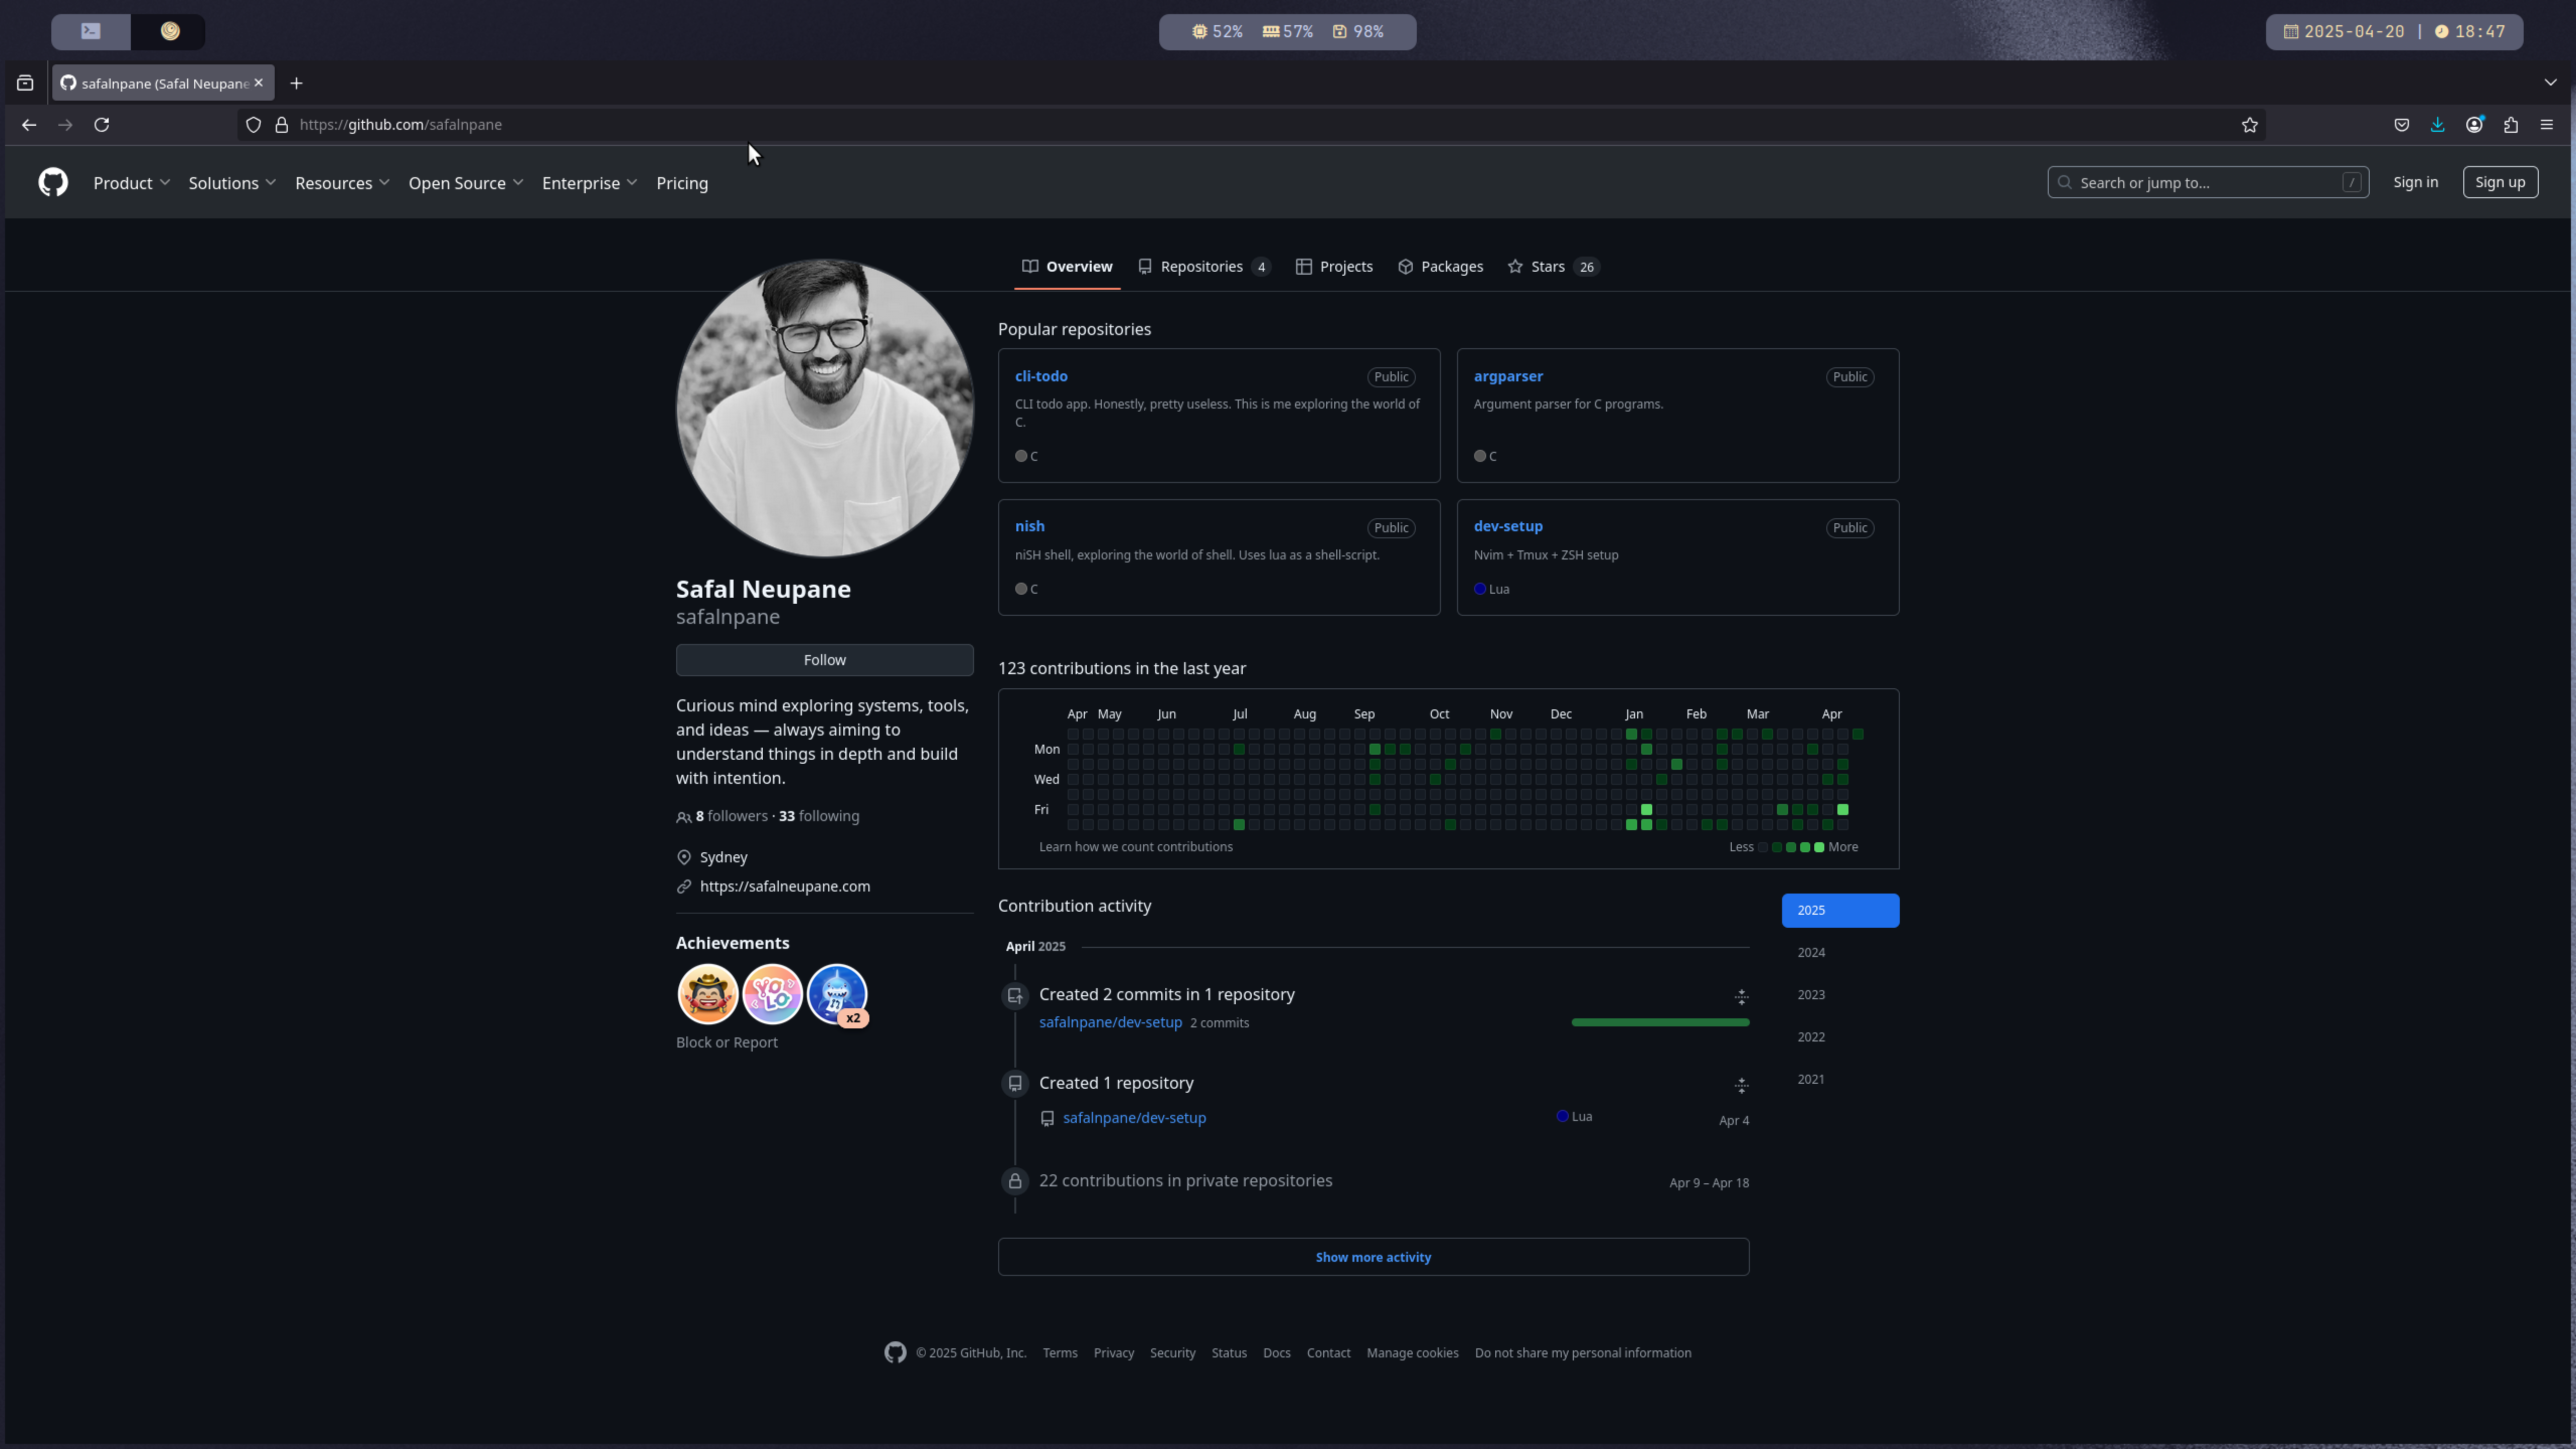 52% 57% 98%
2025-04-20 | 18:47
safalnpane (Safal Neupane
https://github.com/safalnpane
Product Solutions Resources Open Source Enterprise Pricing
Search or jump to... / Sign in Sign up
Overview Repositories 4 Projects Packages Stars 26
Safal Neupane
safalnpane
Follow
Curious mind exploring systems, tools,
and ideas — always aiming to
understand things in depth and build
with intention.
8 followers · 33 following
Sydney
https://safalneupane.com
Achievements
YOLO
x2
Block or Report
Popular repositories
cli-todo Public
CLI todo app. Honestly, pretty useless. This is me exploring the world of
C.
C
argparser Public
Argument parser for C programs.
C
nish Public
niSH shell, exploring the world of shell. Uses lua as a shell-script.
C
dev-setup Public
Nvim + Tmux + ZSH setup
Lua
123 contributions in the last year
Apr May Jun Jul Aug Sep Oct Nov Dec Jan Feb Mar Apr
Mon
Wed
Fri
Learn how we count contributions Less More
Contribution activity
2025
2024
2023
2022
2021
April 2025
Created 2 commits in 1 repository
safalnpane/dev-setup 2 commits
Created 1 repository
safalnpane/dev-setup Lua Apr 4
22 contributions in private repositories Apr 9 – Apr 18
Show more activity
© 2025 GitHub, Inc. Terms Privacy Security Status Docs Contact Manage cookies Do not share my personal information